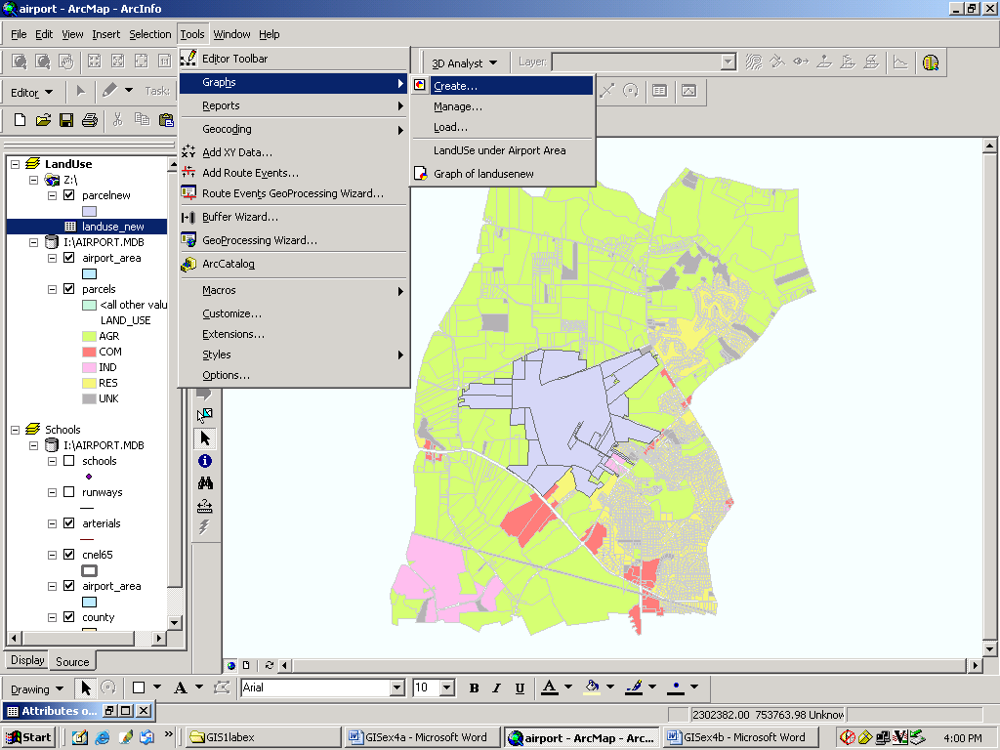 airport - ArcMap - ArcInfo
File Edit View Insert Selection Tools Window Help
3D Analyst Layer:
Editor Task:
Editor Toolbar
Graphs
Reports
Geocoding
Add XY Data...
Add Route Events...
Route Events GeoProcessing Wizard...
Buffer Wizard...
GeoProcessing Wizard...
ArcCatalog
Macros
Customize...
Extensions...
Styles
Options...
Create...
Manage...
Load...
LandUSe under Airport Area
Graph of landusenew
LandUse
Z:\
parcelnew
landuse_new
I:\AIRPORT.MDB
airport_area
parcels
<all other valu
LAND_USE
AGR
COM
IND
RES
UNK
Schools
I:\AIRPORT.MDB
schools
runways
arterials
cnel65
airport_area
county
Display Source
Drawing A Arial 10 B I U A
Attributes o...
2302382.00 753763.98 Unknow
Start » GIS1labex GISex4a - Microsoft Word airport - ArcMap - Arc... GISex4b - Microsoft Word 4:00 PM